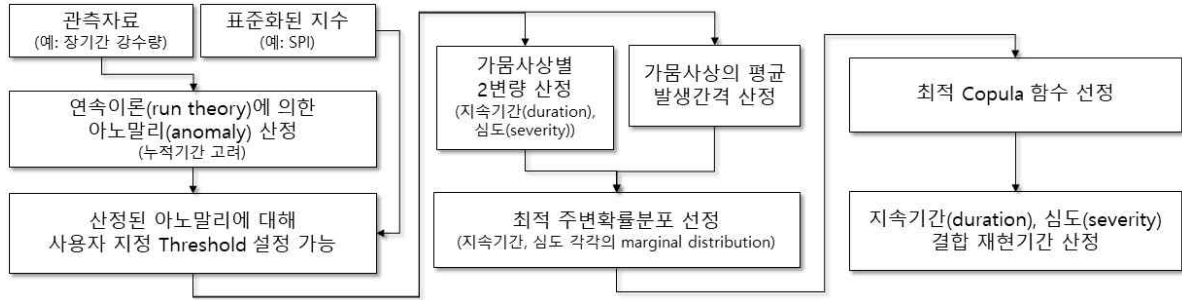 관측자료
(예: 장기간 강수량)
표준화된 지수
(예: SPI)
연속이론(run theory)에 의한
아노말리(anomaly) 산정
(누적기간 고려)
산정된 아노말리에 대해
사용자 지정 Threshold 설정 가능
가뭄사상별
2변량 산정
(지속기간(duration),
심도(severity))
가뭄사상의 평균
발생간격 산정
최적 주변확률분포 선정
(지속기간, 심도 각각의 marginal distribution)
최적 Copula 함수 선정
지속기간(duration), 심도(severity)
결합 재현기간 산정